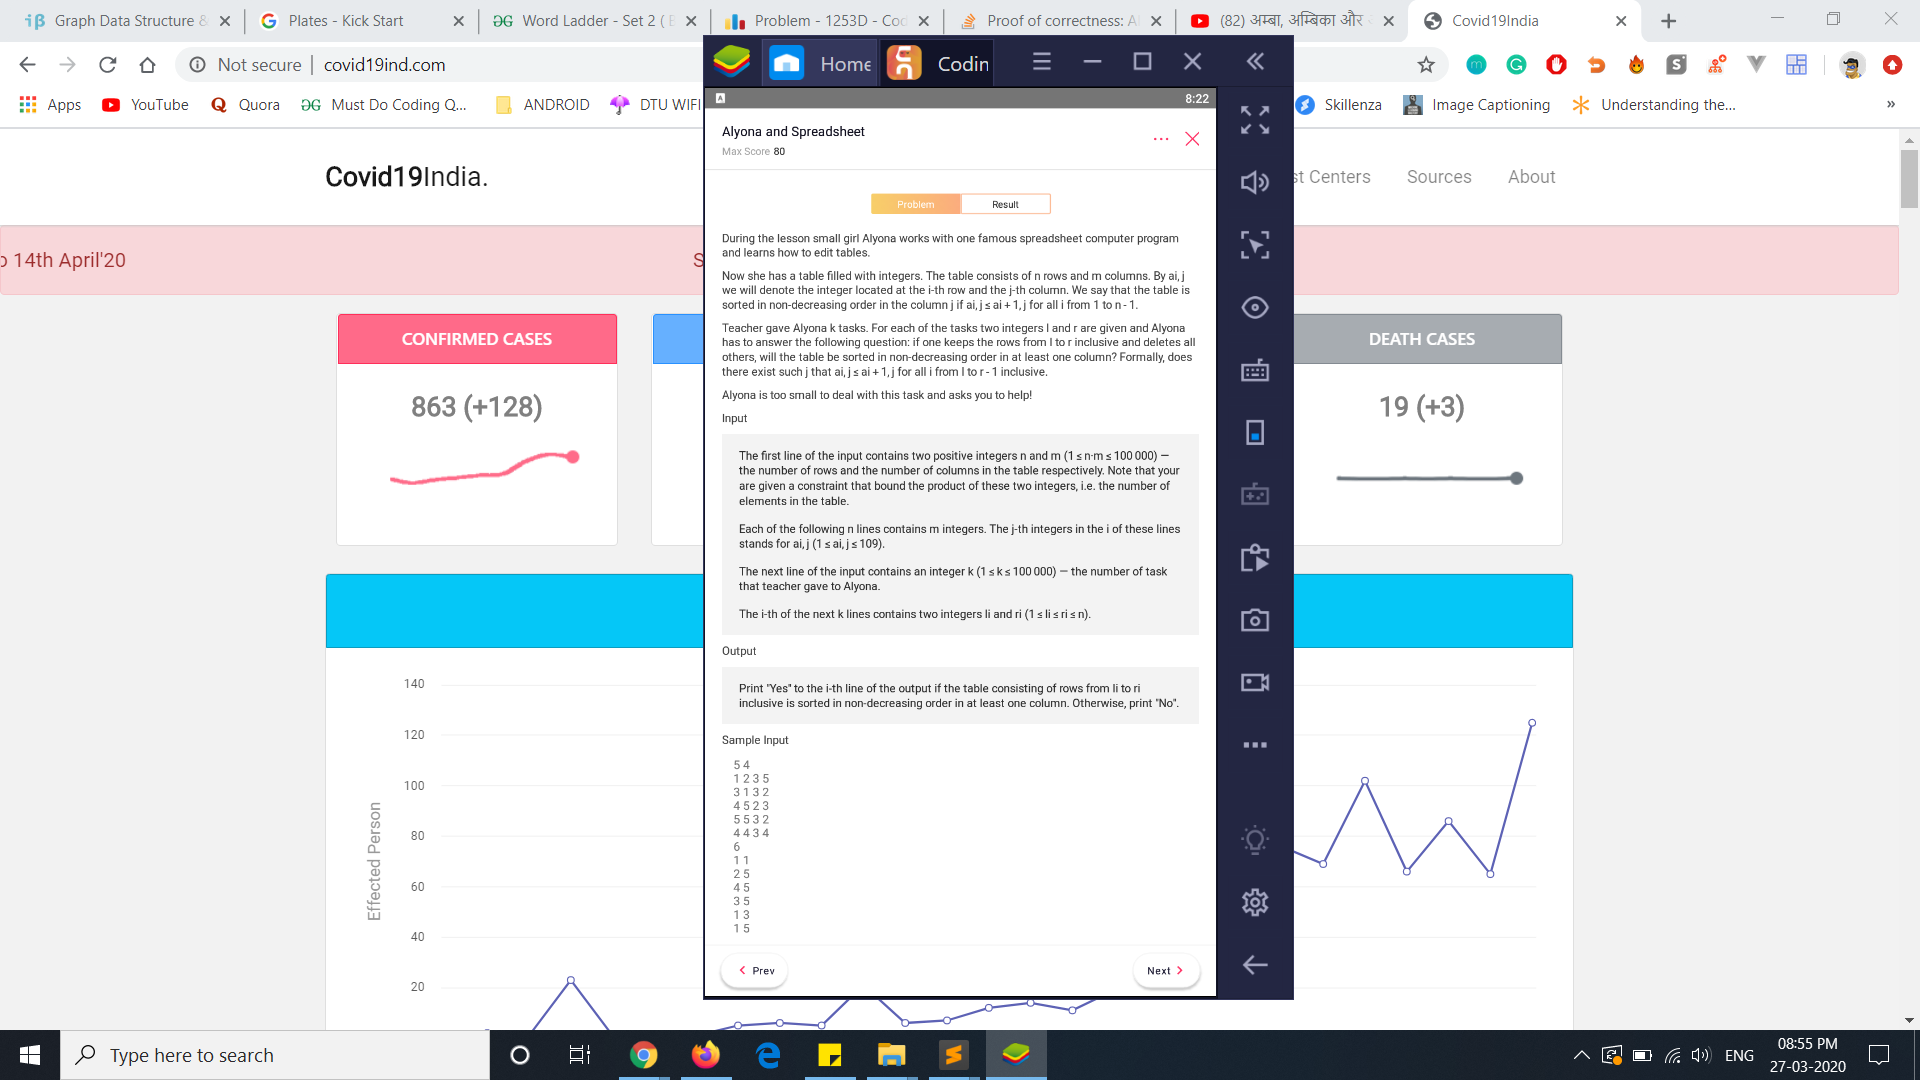 Graph Data Structure &
Plates - Kick Start
Word Ladder - Set 2 ( B
Problem - 1253D - Cod
Proof of correctness: Al
(82) अम्बा, अम्बिका और
Covid19India
Not secure | covid19ind.com
Home
Codin
Apps
YouTube
Quora
Must Do Coding Q...
ANDROID
DTU WIFI
Skillenza
Image Captioning
Understanding the...
»
8:22
Alyona and Spreadsheet
Max Score 80
Problem
Result
During the lesson small girl Alyona works with one famous spreadsheet computer program
and learns how to edit tables.
Now she has a table filled with integers. The table consists of n rows and m columns. By ai, j
we will denote the integer located at the i-th row and the j-th column. We say that the table is
sorted in non-decreasing order in the column j if ai, j ≤ ai + 1, j for all i from 1 to n - 1.
Teacher gave Alyona k tasks. For each of the tasks two integers l and r are given and Alyona
has to answer the following question: if one keeps the rows from l to r inclusive and deletes all
others, will the table be sorted in non-decreasing order in at least one column? Formally, does
there exist such j that ai, j ≤ ai + 1, j for all i from l to r - 1 inclusive.
Alyona is too small to deal with this task and asks you to help!
Input
The first line of the input contains two positive integers n and m (1 ≤ n·m ≤ 100 000) —
the number of rows and the number of columns in the table respectively. Note that your
are given a constraint that bound the product of these two integers, i.e. the number of
elements in the table.
Each of the following n lines contains m integers. The j-th integers in the i of these lines
stands for ai, j (1 ≤ ai, j ≤ 109).
The next line of the input contains an integer k (1 ≤ k ≤ 100 000) — the number of task
that teacher gave to Alyona.
The i-th of the next k lines contains two integers li and ri (1 ≤ li ≤ ri ≤ n).
Output
Print "Yes" to the i-th line of the output if the table consisting of rows from li to ri
inclusive is sorted in non-decreasing order in at least one column. Otherwise, print "No".
Sample Input
5 4
1 2 3 5
3 1 3 2
4 5 2 3
5 5 3 2
4 4 3 4
6
1 1
2 5
4 5
3 5
1 3
1 5
Prev
Next
Covid19India.
st Centers
Sources
About
o 14th April'20
S
CONFIRMED CASES
863 (+128)
DEATH CASES
19 (+3)
Effected Person
140
120
100
80
60
40
20
Type here to search
ENG
08:55 PM
27-03-2020